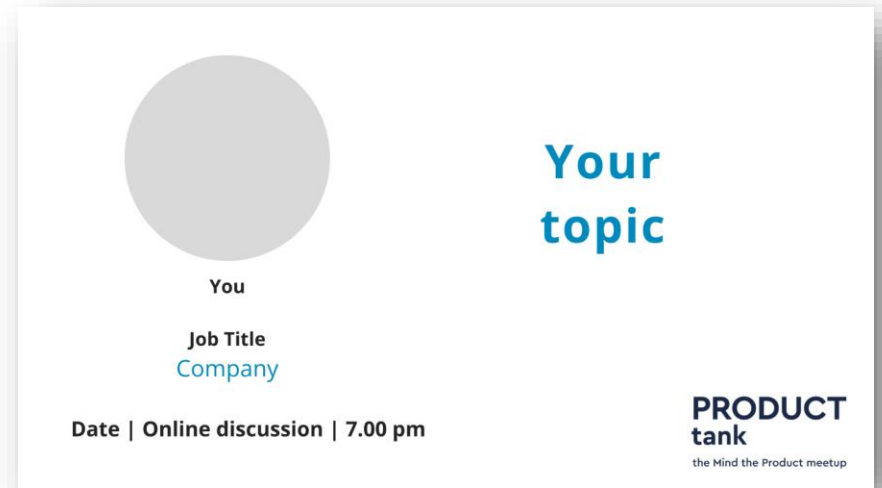 You
Job Title
Company
Date | Online discussion | 7.00 pm
Your
topic
PRODUCT
tank
the Mind the Product meetup